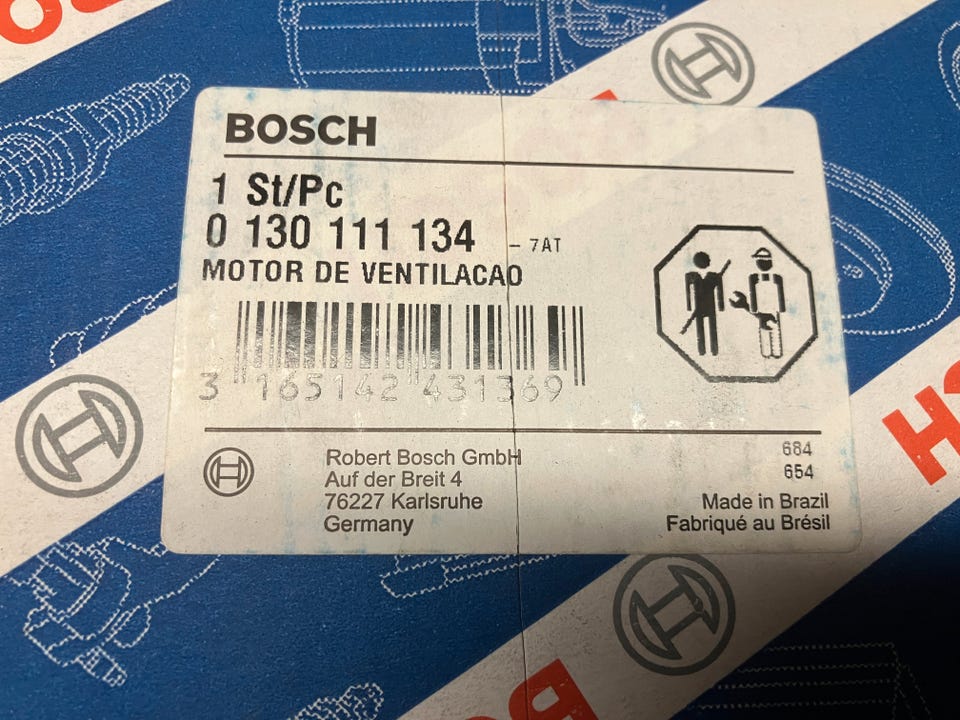 BOSCH
1 St/Pc
0 130 111 134 - 7AT
MOTOR DE VENTILACAO
3 165142 431369
Robert Bosch GmbH
Auf der Breit 4
76227 Karlsruhe
Germany
684
654
Made in Brazil
Fabriqué au Brésil